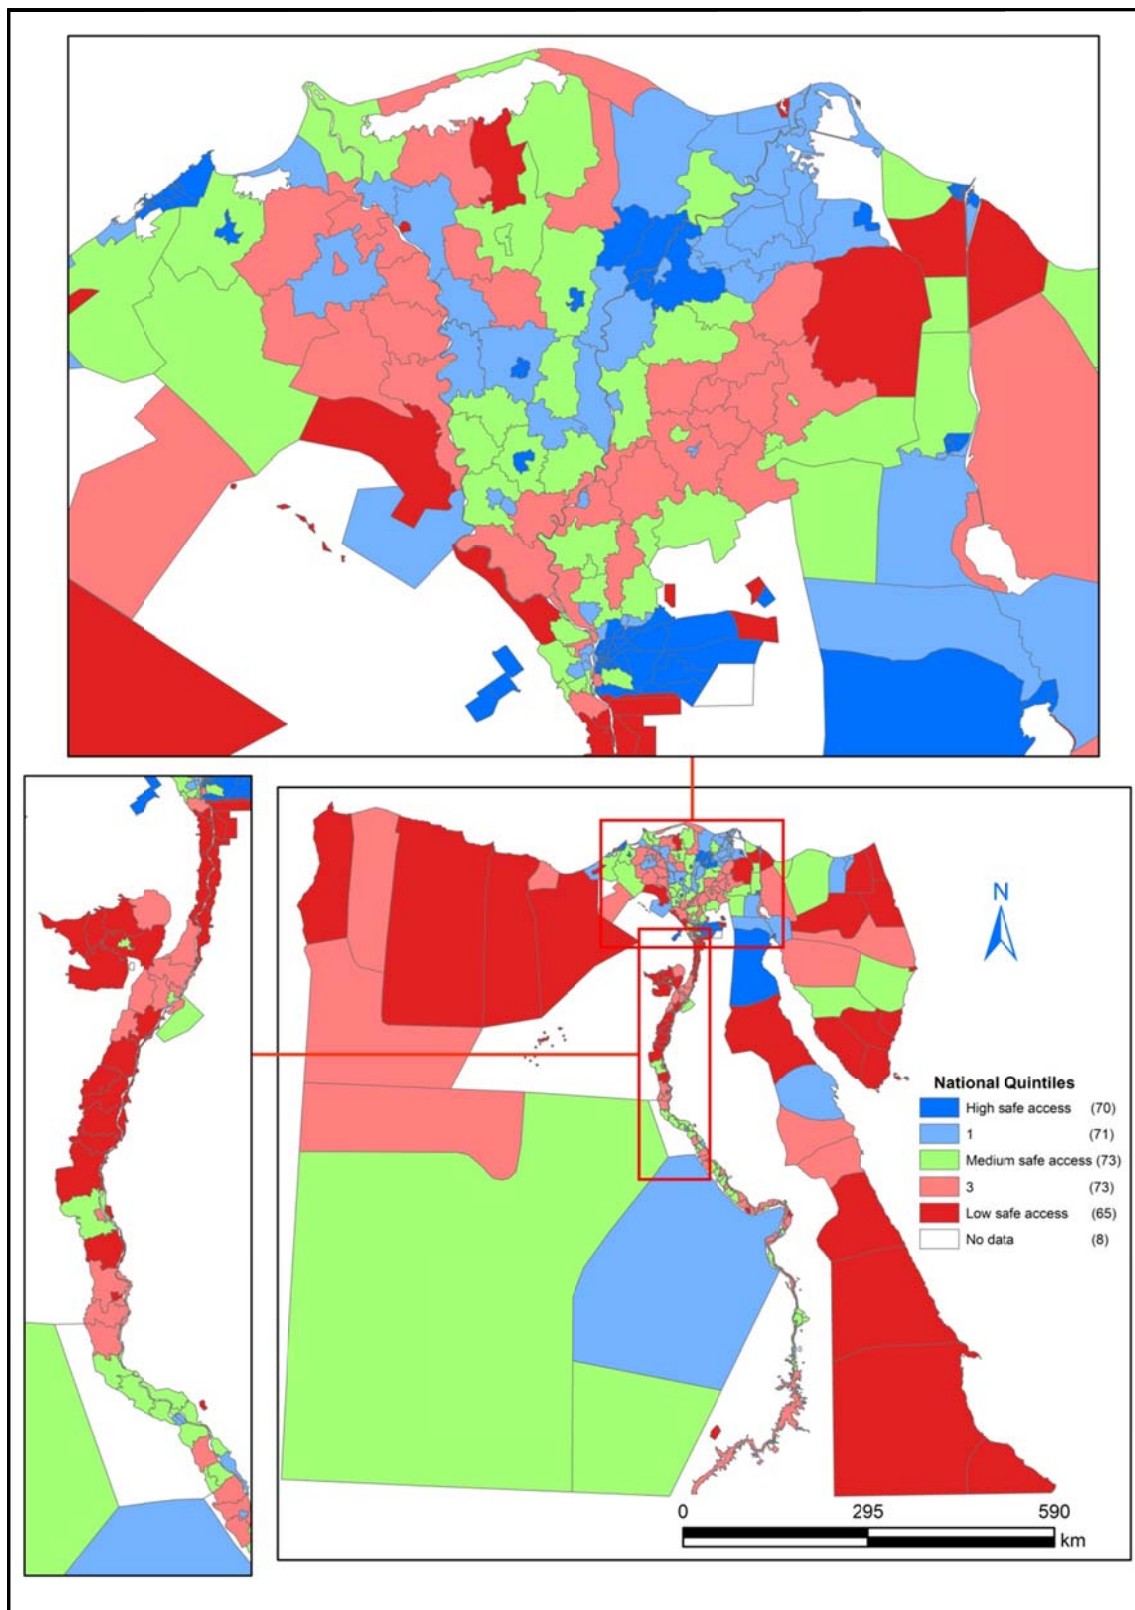 N
National Quintiles
High safe access (70)
1 (71)
Medium safe access (73)
3 (73)
Low safe access (65)
No data (8)
0 295 590
km